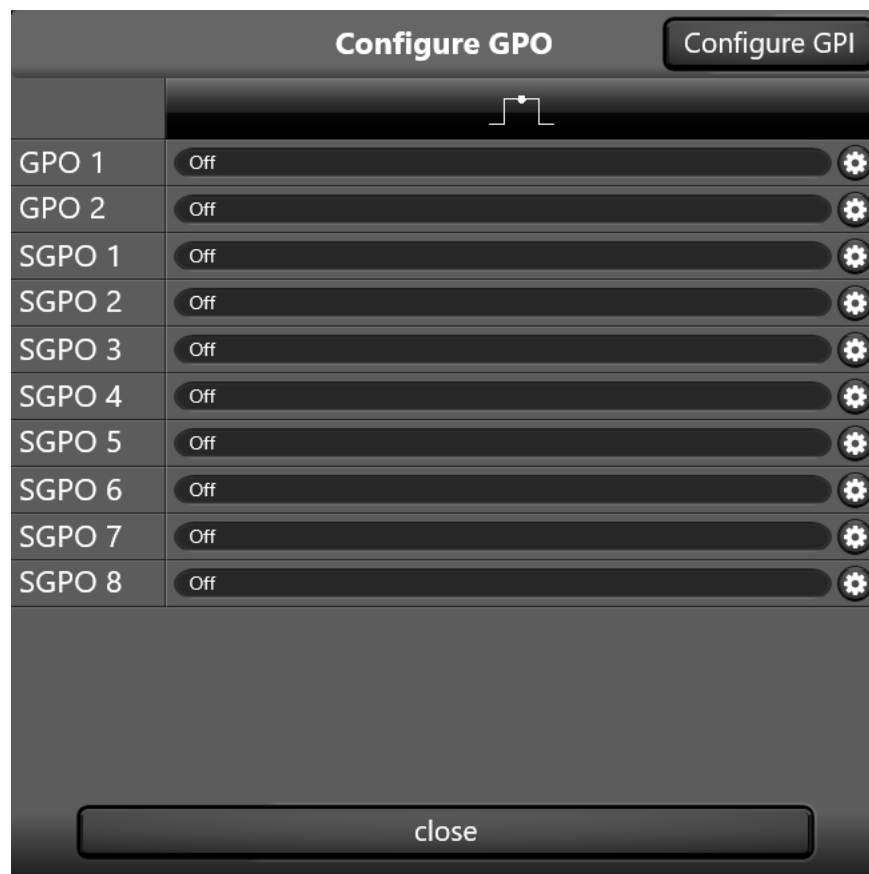 Configure GPO
Configure GPI
GPO 1 Off
GPO 2 Off
SGPO 1 Off
SGPO 2 Off
SGPO 3 Off
SGPO 4 Off
SGPO 5 Off
SGPO 6 Off
SGPO 7 Off
SGPO 8 Off
close